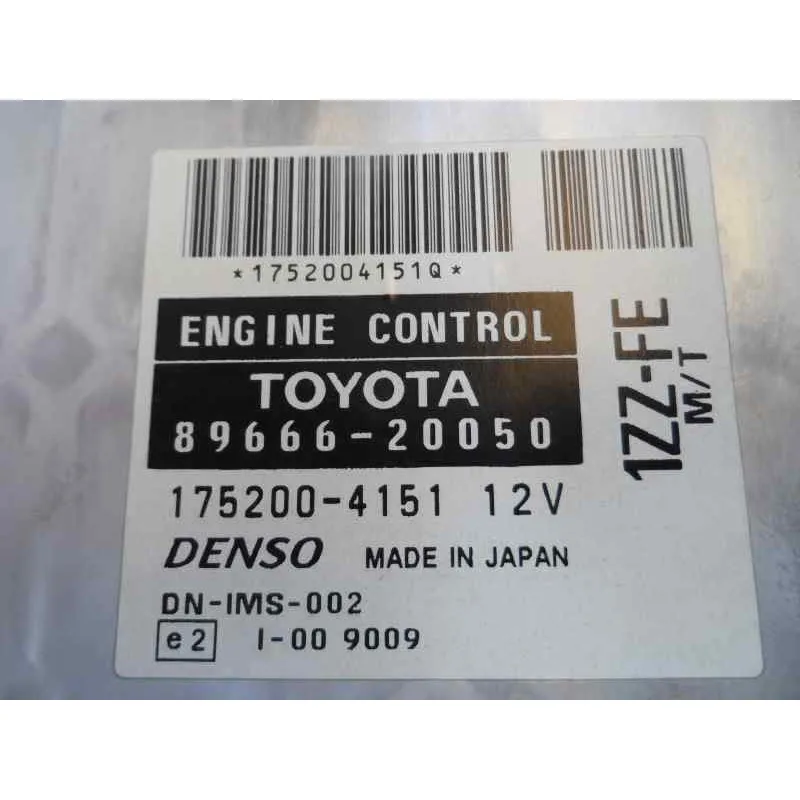 *1752004151Q*
ENGINE CONTROL
TOYOTA
89666-20050
175200-4151 12V
DENSO MADE IN JAPAN
DN-IMS-002
e2 I-00 9009
1ZZ-FE
M/T